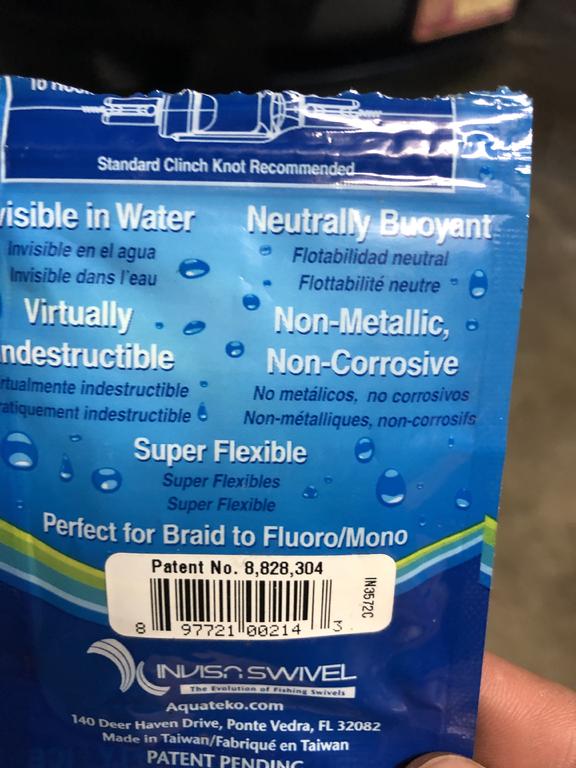 10
Standard Clinch Knot Recommended
visible in Water
Invisible en el agua
Invisible dans l'eau
Neutrally Buoyant
Flotabilidad neutral
Flottabilité neutre
Virtually
ndestructible
rtualmente indestructible
ratiquement indestructible
Non-Metallic,
Non-Corrosive
No metálicos, no corrosivos
Non-métalliques, non-corrosifs
Super Flexible
Super Flexibles
Super Flexible
Perfect for Braid to Fluoro/Mono
Patent No. 8,828,304
IN3572C
8 97721 00214 3
INVISA SWIVEL
The Evolution of Fishing Swivels
Aquateko.com
140 Deer Haven Drive, Ponte Vedra, FL 32082
Made in Taiwan/Fabriqué en Taiwan
PATENT PENDING